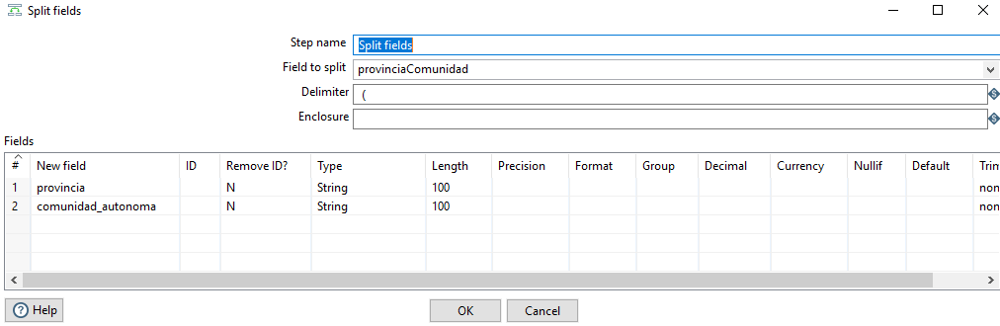 Split fields
Step name Split fields
Field to split provinciaComunidad
Delimiter (
Enclosure
Fields
# New field ID Remove ID? Type Length Precision Format Group Decimal Currency Nullif Default Trim
1 provincia N String 100 non
2 comunidad_autonoma N String 100 non
Help OK Cancel